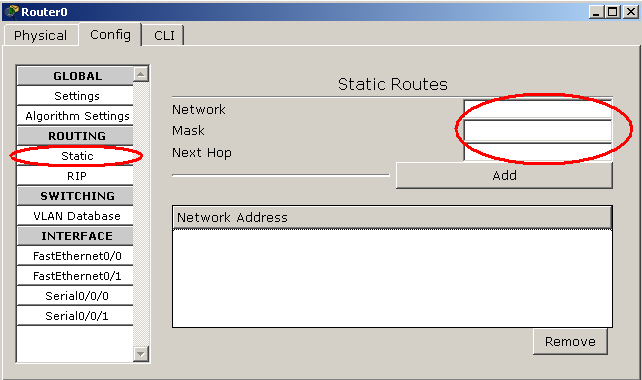 Router0
Physical Config CLI
GLOBAL
Settings
Algorithm Settings
ROUTING
Static
RIP
SWITCHING
VLAN Database
INTERFACE
FastEthernet0/0
FastEthernet0/1
Serial0/0/0
Serial0/0/1
Static Routes
Network
Mask
Next Hop
Add
Network Address
Remove